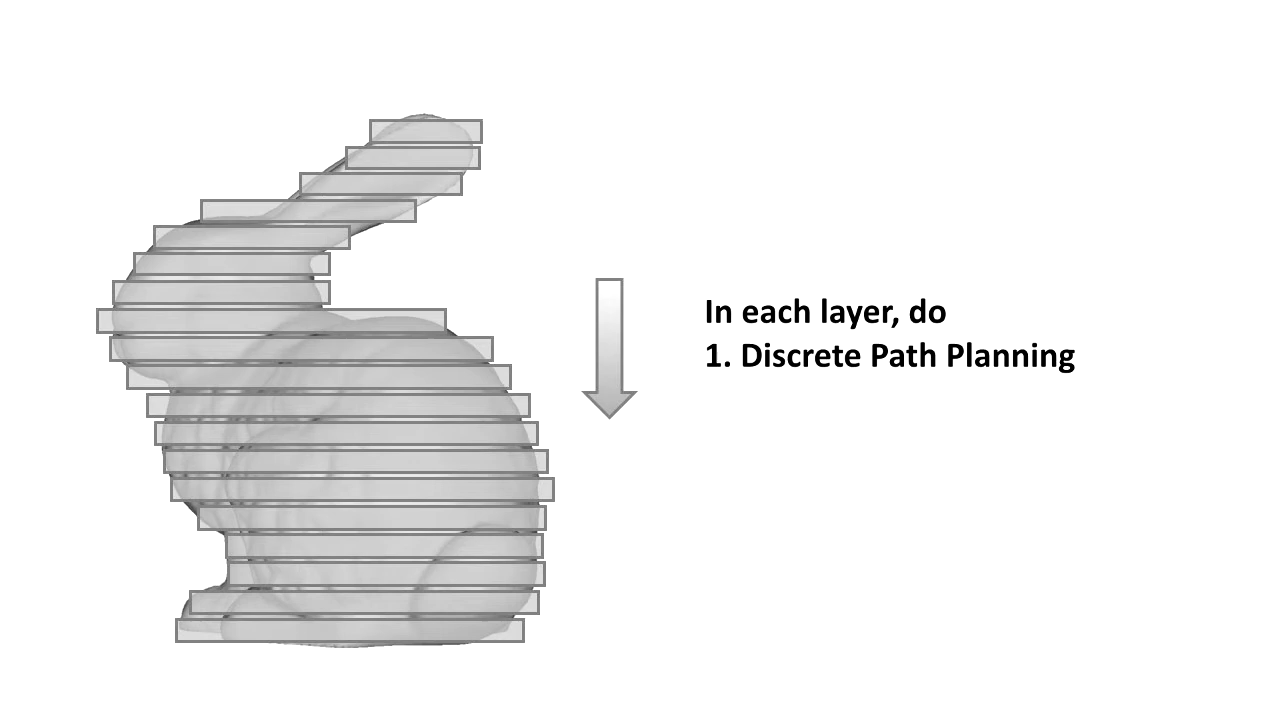 In each layer, do
1. Discrete Path Planning